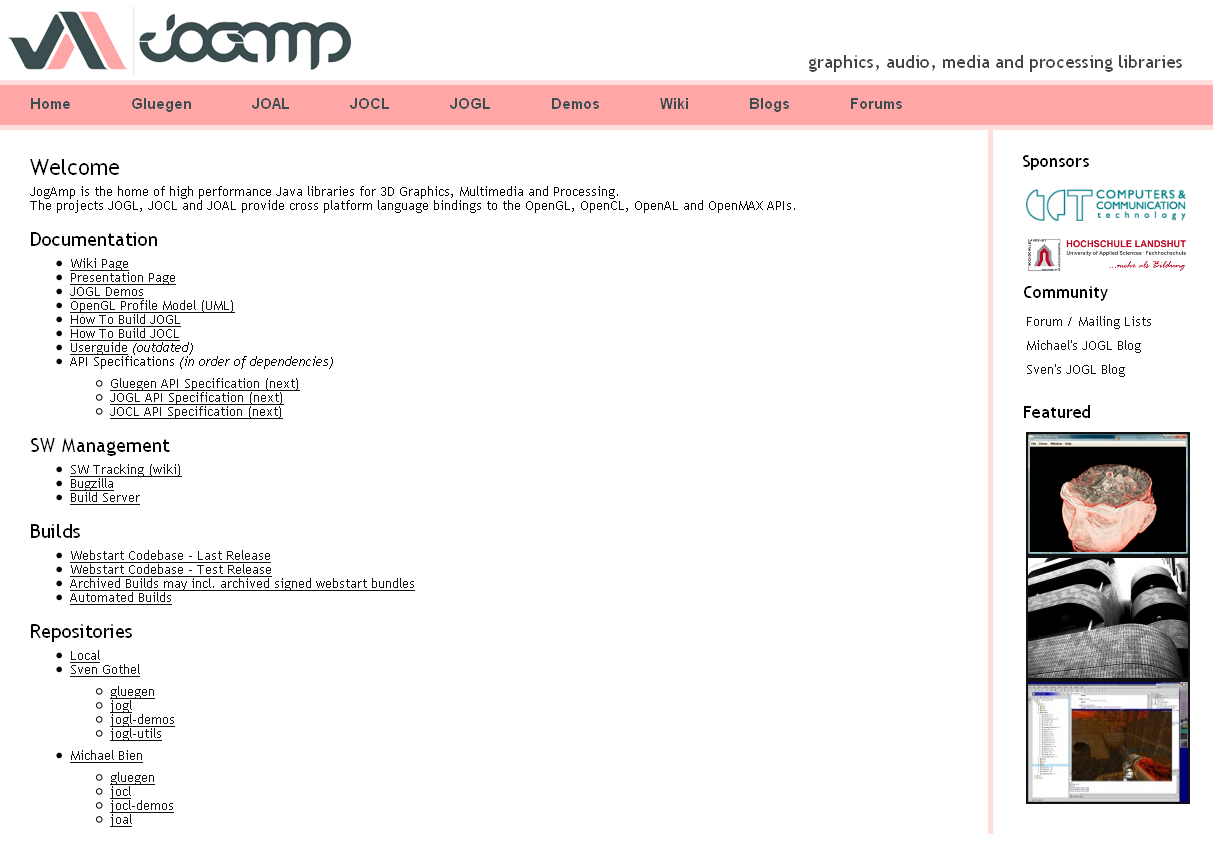 JogAmp
graphics, audio, media and processing libraries
Home Gluegen JOAL JOCL JOGL Demos Wiki Blogs Forums
Welcome
JogAmp is the home of high performance Java libraries for 3D Graphics, Multimedia and Processing.
The projects JOGL, JOCL and JOAL provide cross platform language bindings to the OpenGL, OpenCL, OpenAL and OpenMAX APIs.
Documentation
Wiki Page
Presentation Page
JOGL Demos
OpenGL Profile Model (UML)
How To Build JOGL
How To Build JOCL
Userguide (outdated)
API Specifications (in order of dependencies)
Gluegen API Specification (next)
JOGL API Specification (next)
JOCL API Specification (next)
SW Management
SW Tracking (wiki)
Bugzilla
Build Server
Builds
Webstart Codebase - Last Release
Webstart Codebase - Test Release
Archived Builds may incl. archived signed webstart bundles
Automated Builds
Repositories
Local
Sven Gothel
gluegen
jogl
jogl-demos
jogl-utils
Michael Bien
gluegen
jocl
jocl-demos
joal
Sponsors
CCT COMPUTERS &
COMMUNICATION
technology
HOCHSCHULE LANDSHUT
University of Applied Sciences · Fachhochschule
...mehr als Bildung
Community
Forum / Mailing Lists
Michael's JOGL Blog
Sven's JOGL Blog
Featured